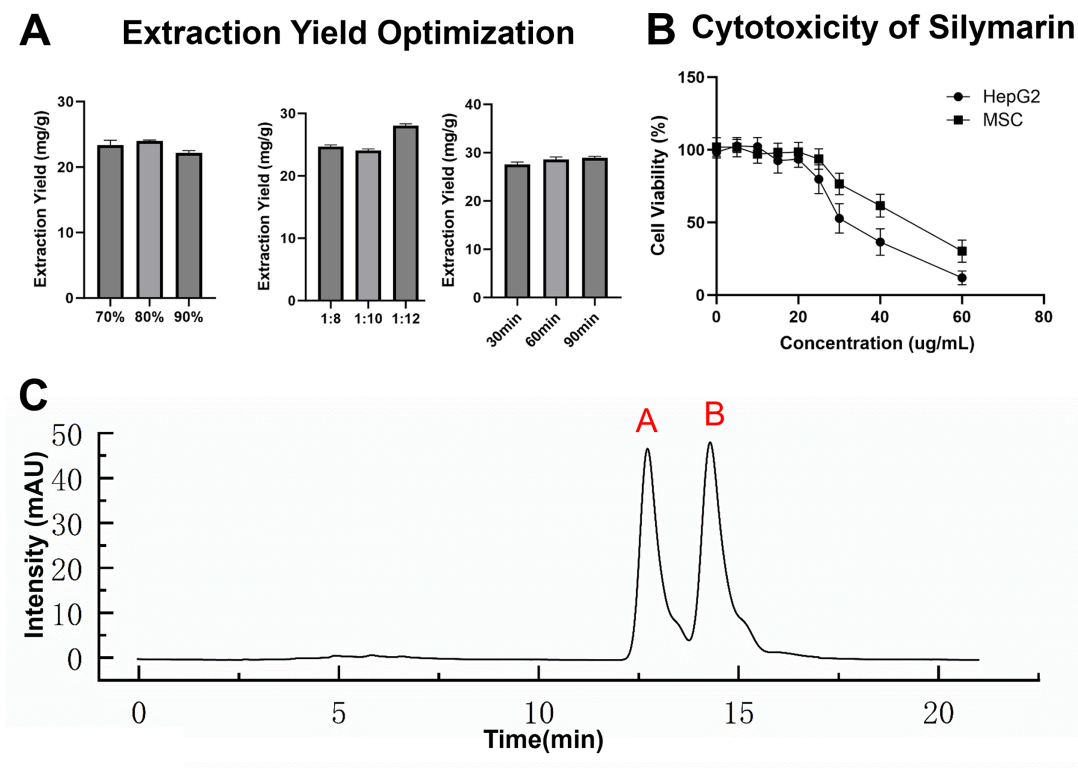 A
Extraction Yield Optimization
Extraction Yield (mg/g)
30
20
10
0
70% 80% 90%
Extraction Yield (mg/g)
30
20
10
0
1:8 1:10 1:12
Extraction Yield (mg/g)
40
30
20
10
0
30min 60min 90min
B
Cytotoxicity of Silymarin
Cell Viability (%)
150
100
50
0
HepG2
MSC
0 20 40 60 80
Concentration (ug/mL)
C
Intensity (mAU)
50
40
30
20
10
0
A B
0 5 10 15 20
Time(min)